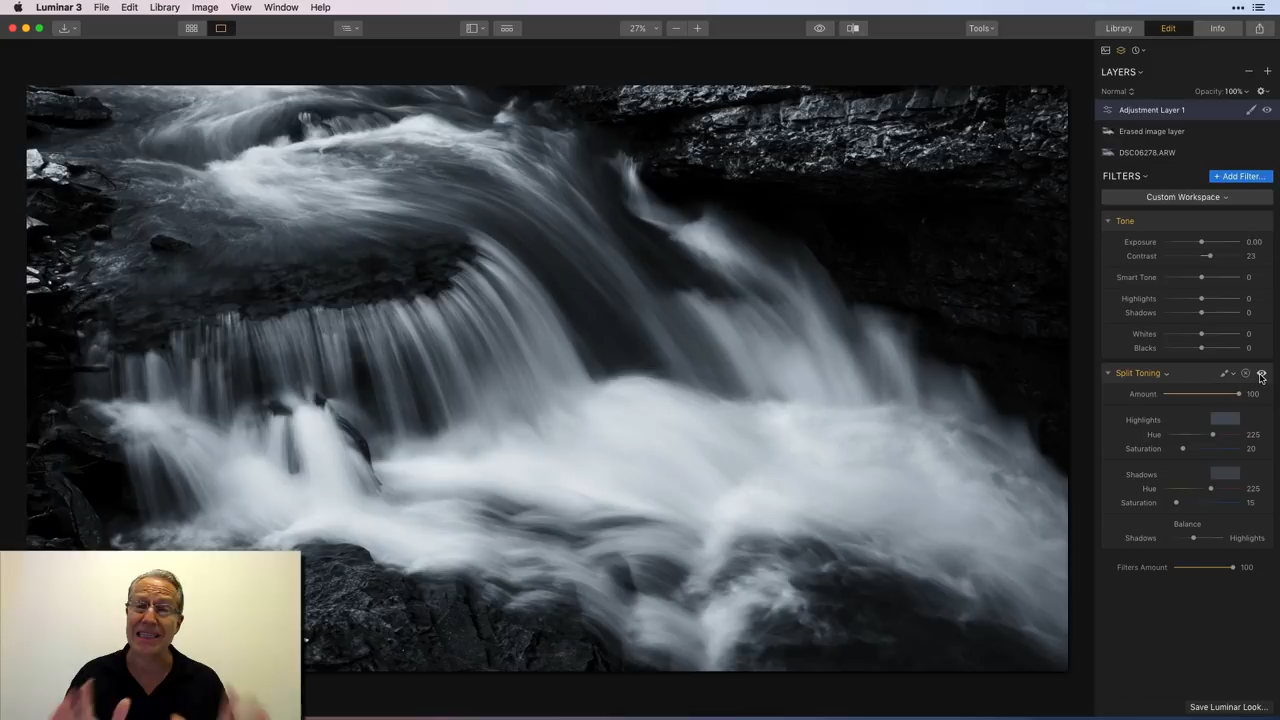 Luminar 3 File Edit Library Image View Window Help
27% Tools Library Edit Info
LAYERS
Normal Opacity: 100%
Adjustment Layer 1
Erased image layer
DSC06278.ARW
FILTERS + Add Filter...
Custom Workspace
Tone
Exposure 0.00
Contrast 23
Smart Tone 0
Highlights 0
Shadows 0
Whites 0
Blacks 0
Split Toning
Amount 100
Highlights
Hue 225
Saturation 20
Shadows
Hue 225
Saturation 15
Balance
Shadows Highlights
Filters Amount 100
Save Luminar Look...